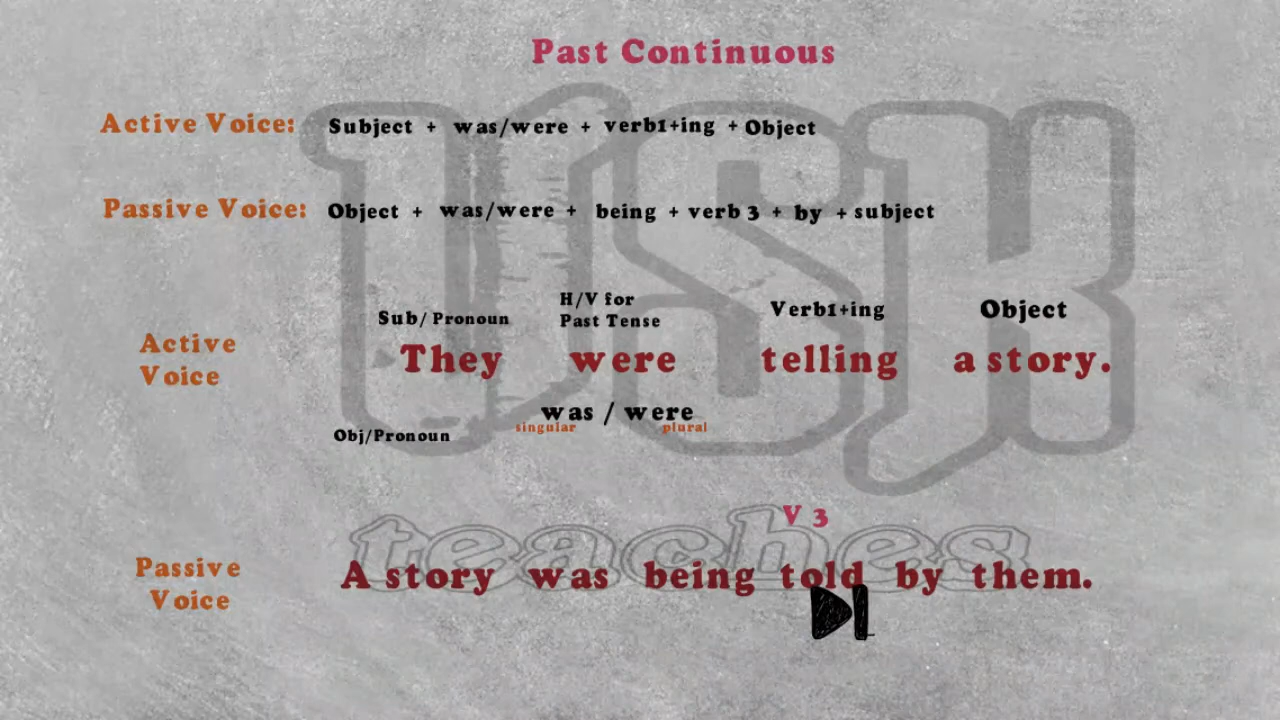 Past Continuous
Active Voice: Subject + was/were + verb1+ing + Object
Passive Voice: Object + was/were + being + verb 3 + by + subject
Sub/ Pronoun H/V for Past Tense Verb1+ing Object
Active Voice They were telling a story.
was / were
singular plural
Obj/Pronoun
V 3
Passive Voice A story was being told by them.
USK
teaches